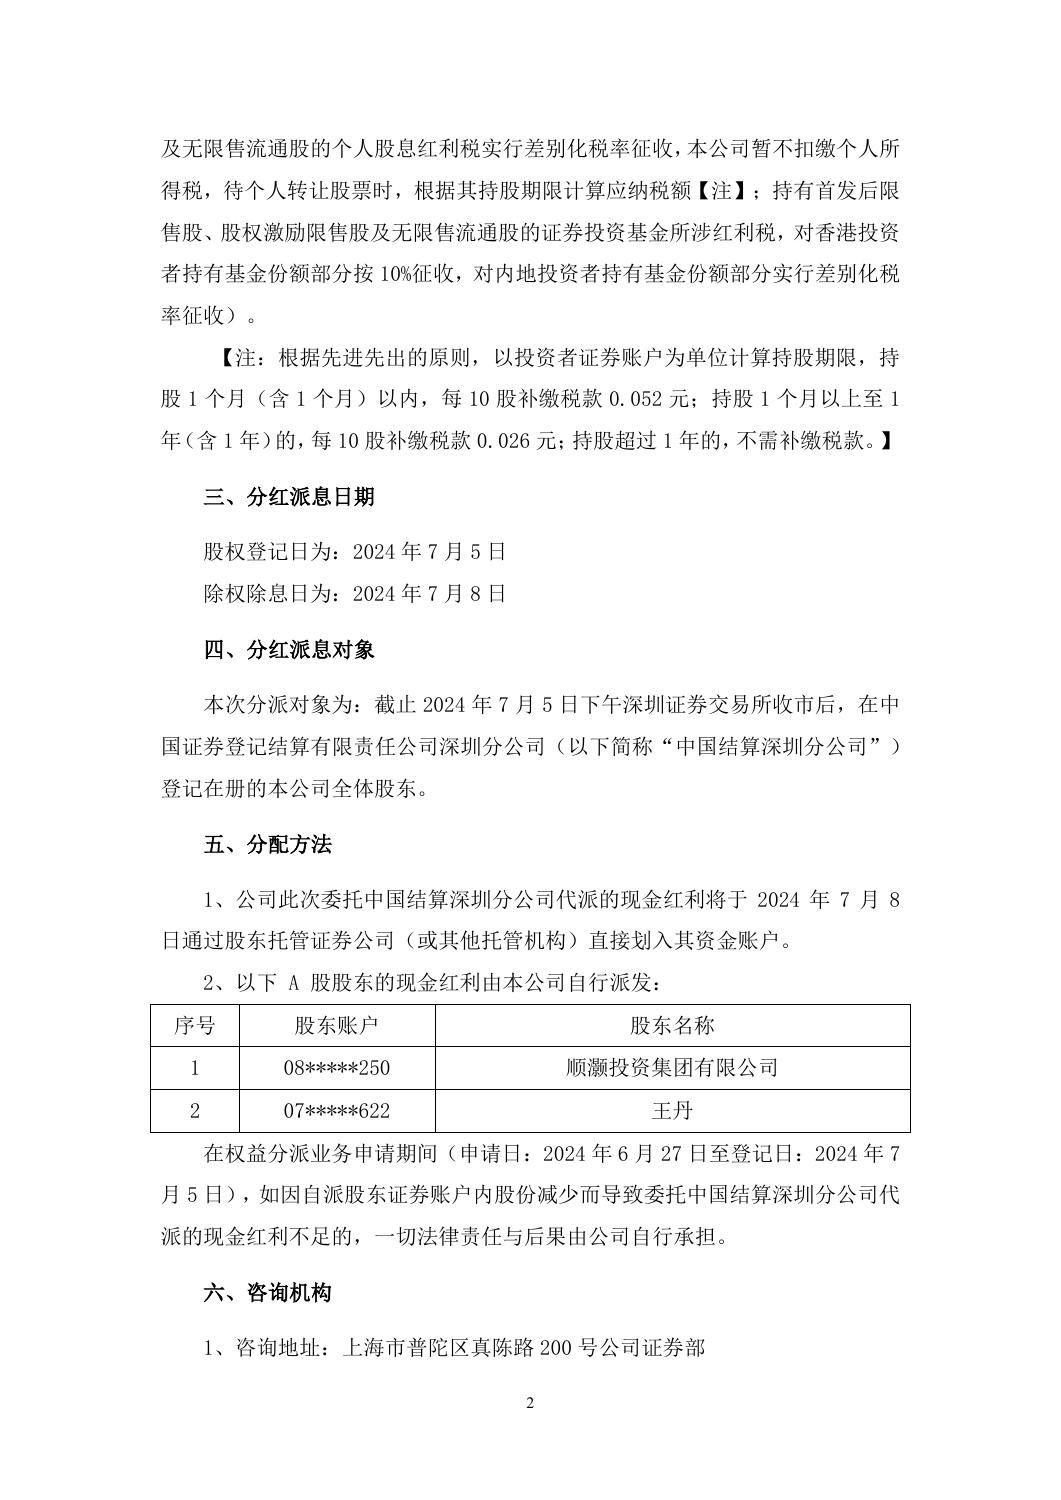 及无限售流通股的个人股息红利税实行差别化税率征收，本公司暂不扣缴个人所
得税，待个人转让股票时，根据其持股期限计算应纳税额【注】；持有首发后限
售股、股权激励限售股及无限售流通股的证券投资基金所涉红利税，对香港投资
者持有基金份额部分按 10%征收，对内地投资者持有基金份额部分实行差别化税
率征收）。
【注：根据先进先出的原则，以投资者证券账户为单位计算持股期限，持
股 1 个月（含 1 个月）以内，每 10 股补缴税款 0.052 元；持股 1 个月以上至 1
年（含 1 年）的，每 10 股补缴税款 0.026 元；持股超过 1 年的，不需补缴税款。】
三、分红派息日期
股权登记日为：2024 年 7 月 5 日
除权除息日为：2024 年 7 月 8 日
四、分红派息对象
本次分派对象为：截止 2024 年 7 月 5 日下午深圳证券交易所收市后，在中
国证券登记结算有限责任公司深圳分公司（以下简称“中国结算深圳分公司”）
登记在册的本公司全体股东。
五、分配方法
1、公司此次委托中国结算深圳分公司代派的现金红利将于 2024 年 7 月 8
日通过股东托管证券公司（或其他托管机构）直接划入其资金账户。
2、以下 A 股股东的现金红利由本公司自行派发：
序号 股东账户 股东名称
1 08*****250 顺灏投资集团有限公司
2 07*****622 王丹
在权益分派业务申请期间（申请日：2024 年 6 月 27 日至登记日：2024 年 7
月 5 日），如因自派股东证券账户内股份减少而导致委托中国结算深圳分公司代
派的现金红利不足的，一切法律责任与后果由公司自行承担。
六、咨询机构
1、咨询地址：上海市普陀区真陈路 200 号公司证券部
2